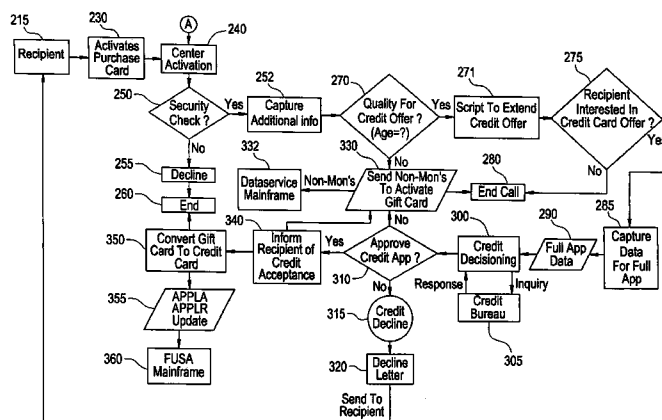 215
Recipient
230
Activates
Purchase
Card
A
240
Center
Activation
250
Security
Check ?
Yes
No
252
Capture
Additional info
270
Quality For
Credit Offer ?
(Age=?)
Yes
No
271
Script To Extend
Credit Offer
275
Recipient
Interested In
Credit Card Offer ?
Yes
No
255
Decline
260
End
332
Dataservice
Mainframe
Non-Mon's
330
Send Non-Mon's
To Activate
Gift Card
280
End Call
No
285
Capture
Data
For Full
App
290
Full App
Data
300
Credit
Decisioning
Response
Inquiry
Credit
Bureau
305
Approve
Credit App ?
310
Yes
No
340
Inform
Recipient of
Credit
Acceptance
350
Convert Gift
Card To Credit
Card
355
APPLA
APPLR
Update
360
FUSA
Mainframe
315
Credit
Decline
320
Decline
Letter
Send To
Recipient